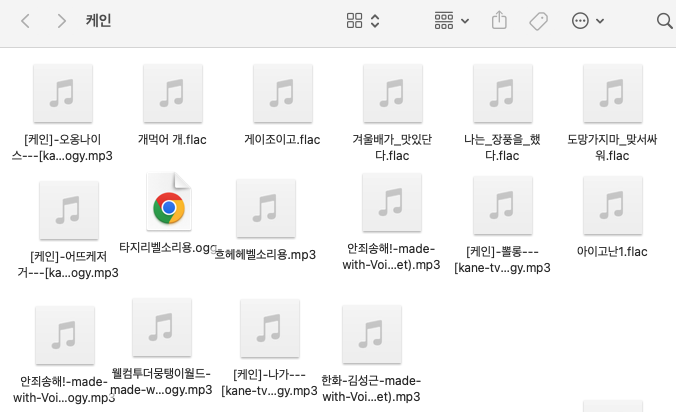 케인
[케인]-오옹나이
스---[ka...ogy.mp3
개먹어 개.flac
게이조이고.flac
겨울배가_맛있단
다.flac
나는_장풍을_했
다.flac
도망가지마_맞서싸
워.flac
[케인]-어뜨케저
거---[ka...ogy.mp3
타지리벨소리용.ogg
흐헤헤벨소리용.mp3
안죄송해!-made-
with-Voi...et).mp3
[케인]-뽈롱---
[kane-tv...gy.mp3
아이고난1.flac
안죄송해!-made-
with-Voi...ogy.mp3
웰컴투더뭉탱이월드-
made-w...ogy.mp3
[케인]-나가---
[kane-tv...gy.mp3
한화-김성근-made-
with-Voi...et).mp3